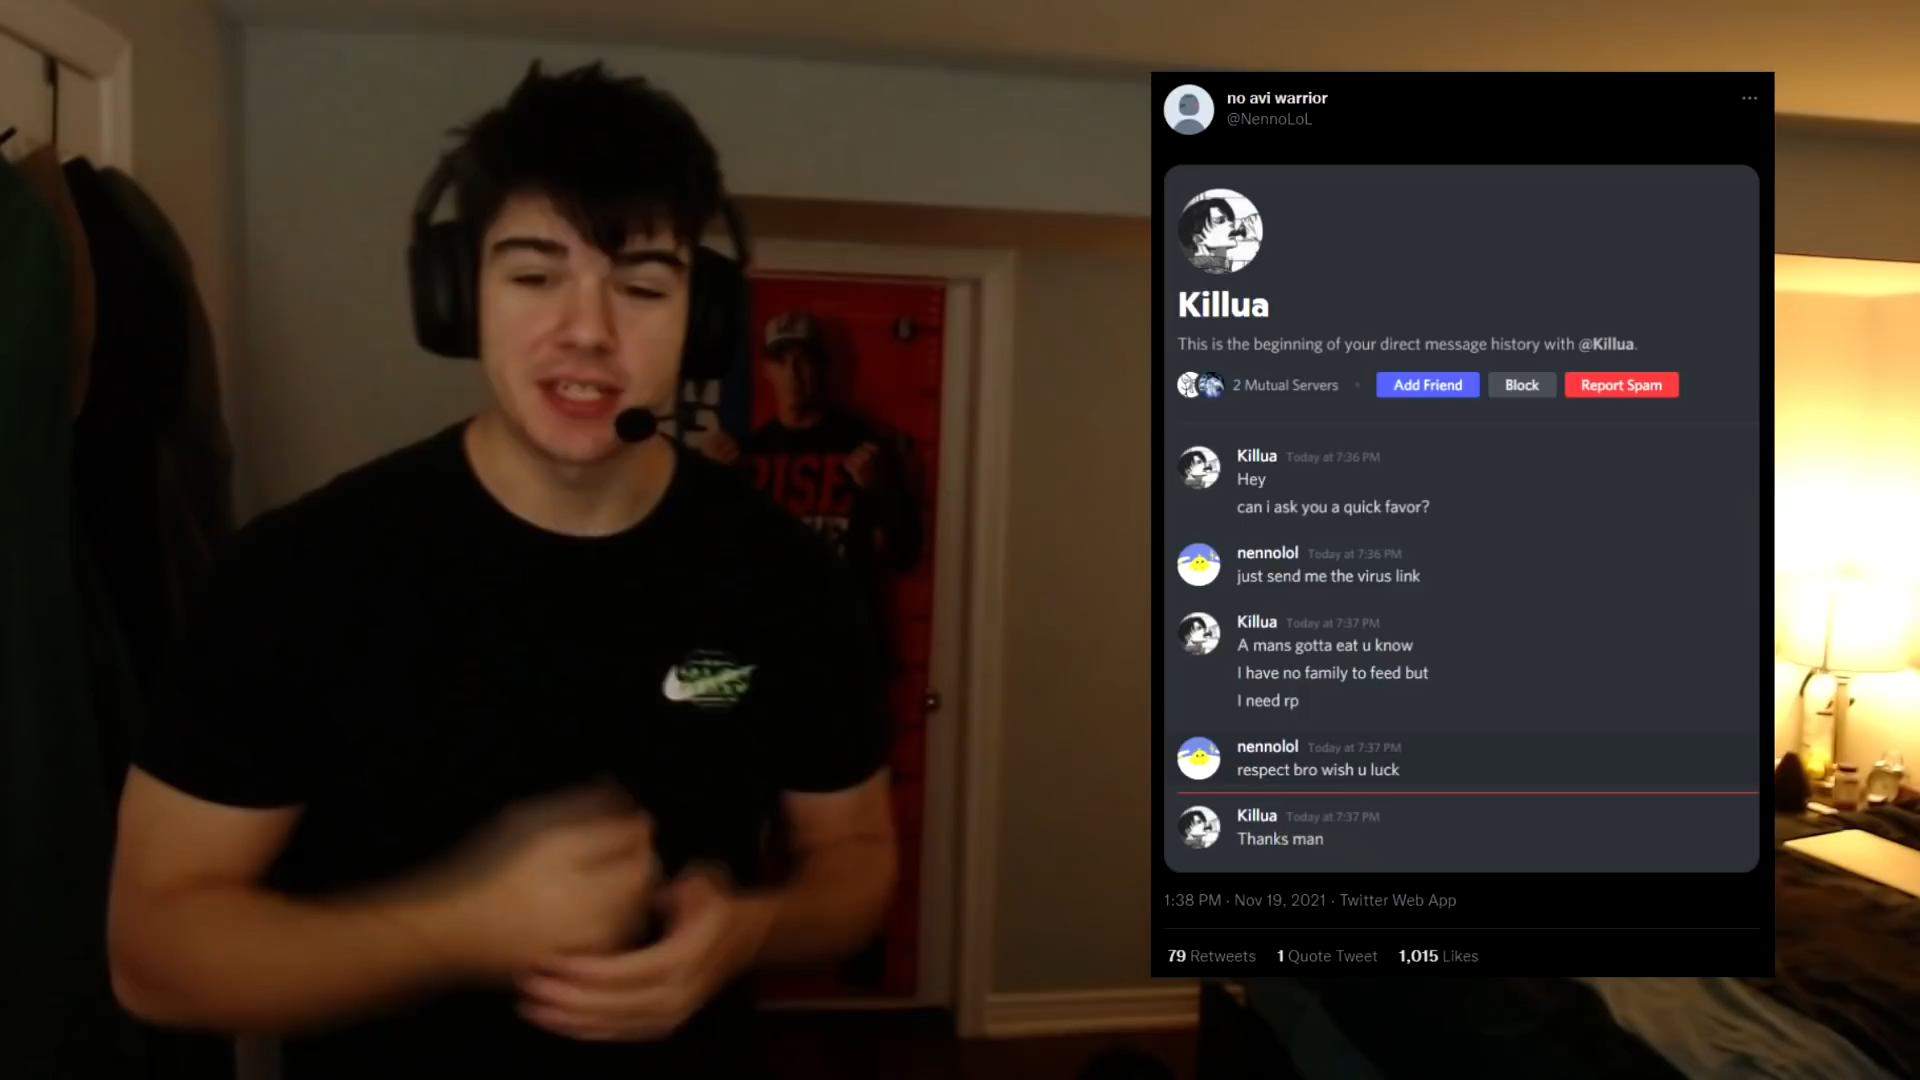 no avi warrior
@NennoLoL
Killua
This is the beginning of your direct message history with @Killua.
2 Mutual Servers
Add Friend
Block
Report Spam
Killua Today at 7:36 PM
Hey
can i ask you a quick favor?
nennolol Today at 7:36 PM
just send me the virus link
Killua Today at 7:37 PM
A mans gotta eat u know
I have no family to feed but
I need rp
nennolol Today at 7:37 PM
respect bro wish u luck
Killua Today at 7:37 PM
Thanks man
1:38 PM · Nov 19, 2021 · Twitter Web App
79 Retweets 1 Quote Tweet 1,015 Likes
RISE